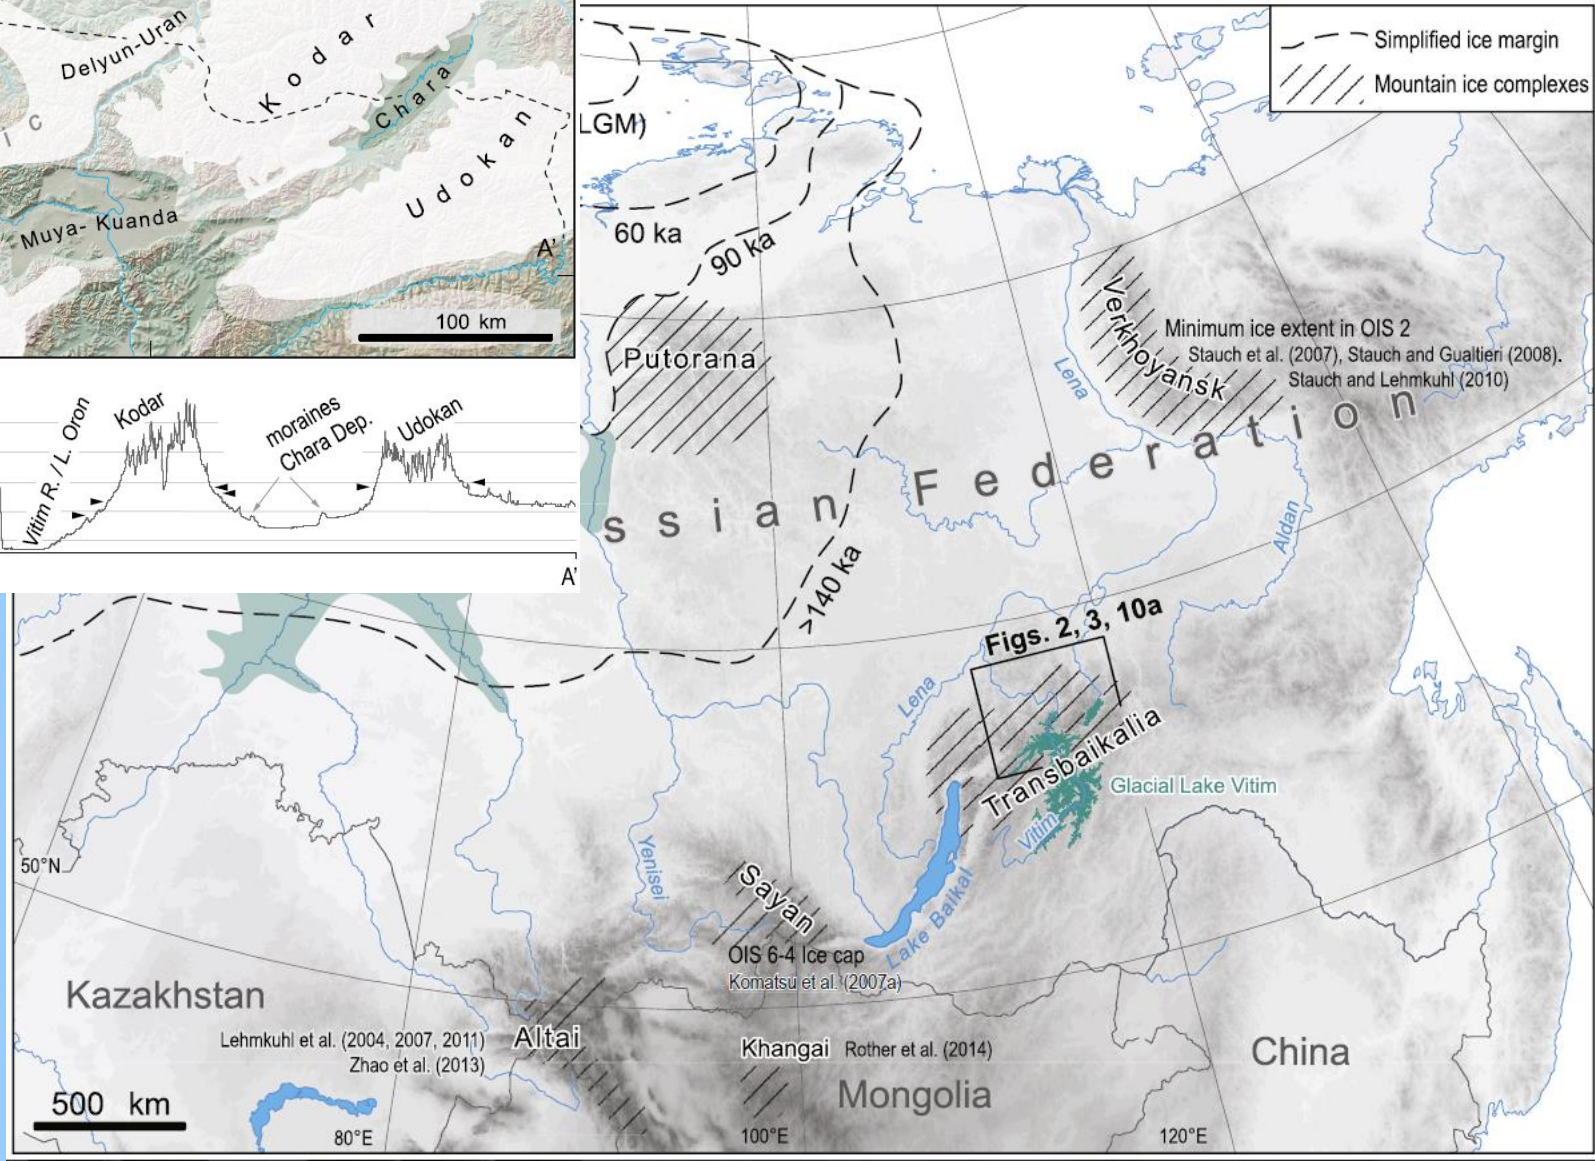 Delyun-Uran
Kodar
Chara
ic
Udokan
Muya- Kuanda
A'
100 km
Vitim R. / L. Oron
Kodar
moraines
Chara Dep.
Udokan
A'
Simplified ice margin
Mountain ice complexes
LGM)
60 ka
90 ka
>140 ka
Putorana
Verkhoyansk
Minimum ice extent in OIS 2
Stauch et al. (2007), Stauch and Gualtieri (2008).
Stauch and Lehmkuhl (2010)
Lena
ssian Federation
Aldan
Figs. 2, 3, 10a
Lena
Transbaikalia
Glacial Lake Vitim
Vitim
50°N
Yenisei
Sayan
Lake Baikal
OIS 6-4 Ice cap
Komatsu et al. (2007a)
Kazakhstan
Lehmkuhl et al. (2004, 2007, 2011)
Zhao et al. (2013)
Altai
Khangai
Rother et al. (2014)
Mongolia
China
500 km
80°E
100°E
120°E